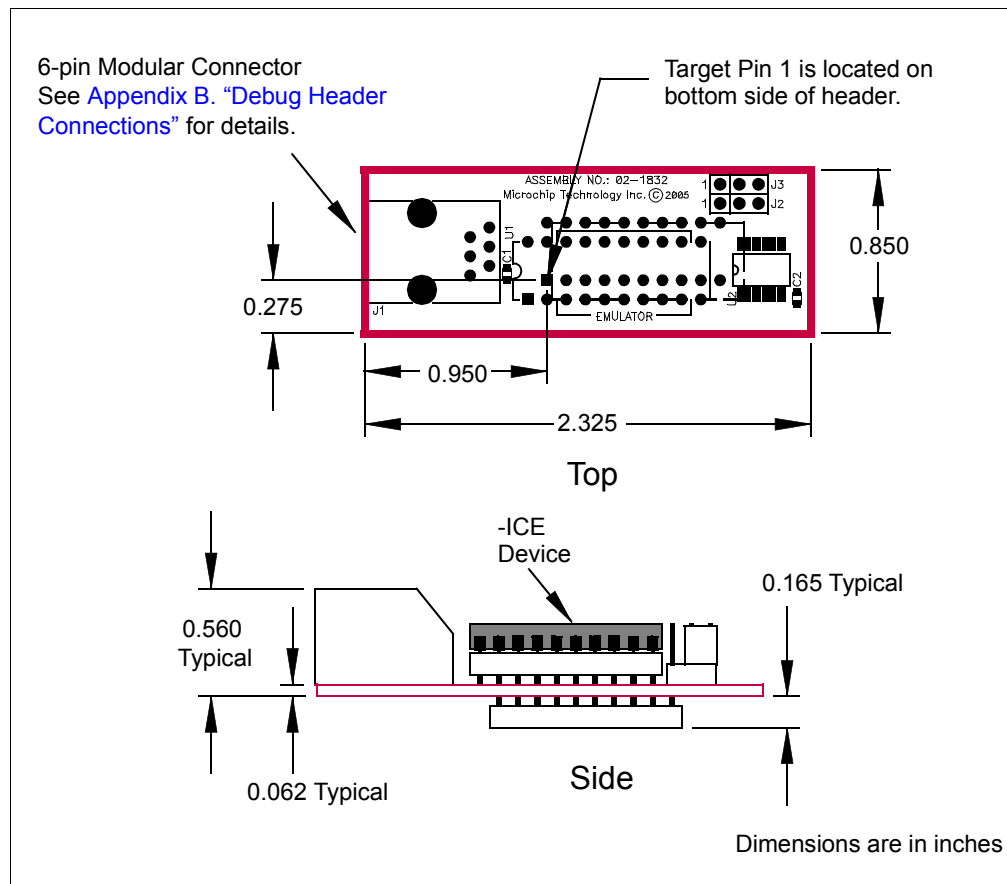 6-pin Modular Connector
See Appendix B. “Debug Header
Connections” for details.
Target Pin 1 is located on
bottom side of header.
ASSEMBLY NO.: 02-1832
Microchip Technology Inc. © 2005
1
J3
1
J2
U1
C1
J1
EMULATOR
U2
C2
0.850
0.275
0.950
2.325
Top
-ICE
Device
0.165 Typical
0.560
Typical
0.062 Typical
Side
Dimensions are in inches